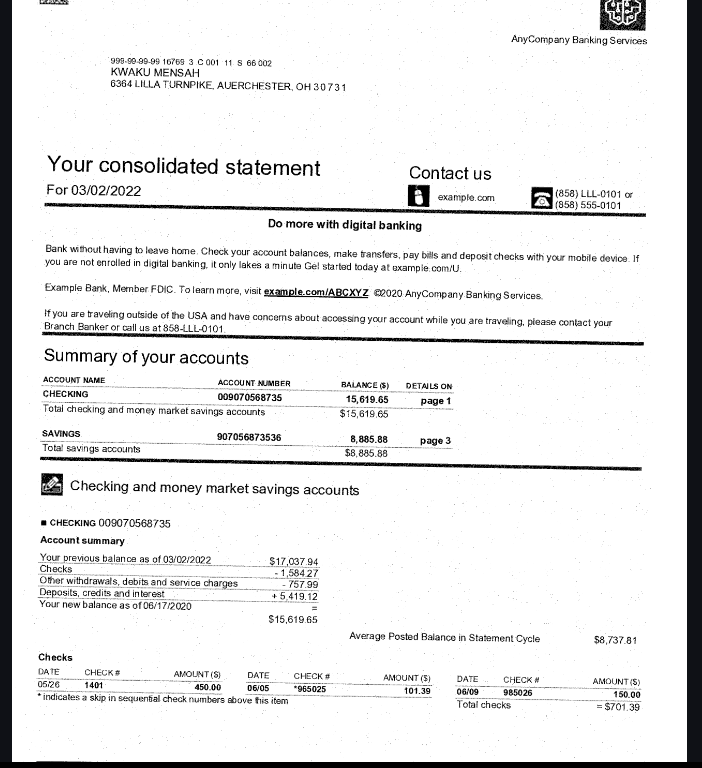 AnyCompany Banking Services
999-99-99-99 16769 3 C 001 11 S 66 002
KWAKU MENSAH
6364 LILLA TURNPIKE, AUERCHESTER, OH 30731
Your consolidated statement
For 03/02/2022
Contact us
example.com
(858) LLL-0101 or
(858) 555-0101
Do more with digital banking
Bank without having to leave home. Check your account balances, make transfers, pay bills and deposit checks with your mobile device. If
you are not enrolled in digital banking, it only lakes a minute Gel started today at example.com/U.
Example Bank, Member FDIC. To learn more, visit example.com/ABCXYZ ©2020 AnyCompany Banking Services.
If you are traveling outside of the USA and have concerns about accessing your account while you are traveling, please contact your
Branch Banker or call us at 858-LLL-0101.
Summary of your accounts
ACCOUNT NAME ACCOUNT NUMBER BALANCE ($) DETAILS ON
CHECKING 009070568735 15,619.65 page 1
Total checking and money market savings accounts $15,619.65
SAVINGS 907056873536 8,885.88 page 3
Total savings accounts $8,885.88
Checking and money market savings accounts
■ CHECKING 009070568735
Account summary
Your previous balance as of 03/02/2022 $17,037.94
Checks - 1,584.27
Other withdrawals, debits and service charges - 757.99
Deposits, credits and interest + 5,419.12
Your new balance as of 06/17/2020 =
$15,619.65
Average Posted Balance in Statement Cycle $8,737.81
Checks
DATE CHECK # AMOUNT ($) DATE CHECK # AMOUNT ($) DATE CHECK # AMOUNT ($)
05/26 1401 450.00 06/05 *965025 101.39 06/09 985026 150.00
* indicates a skip in sequential check numbers above this item
Total checks = $701.39